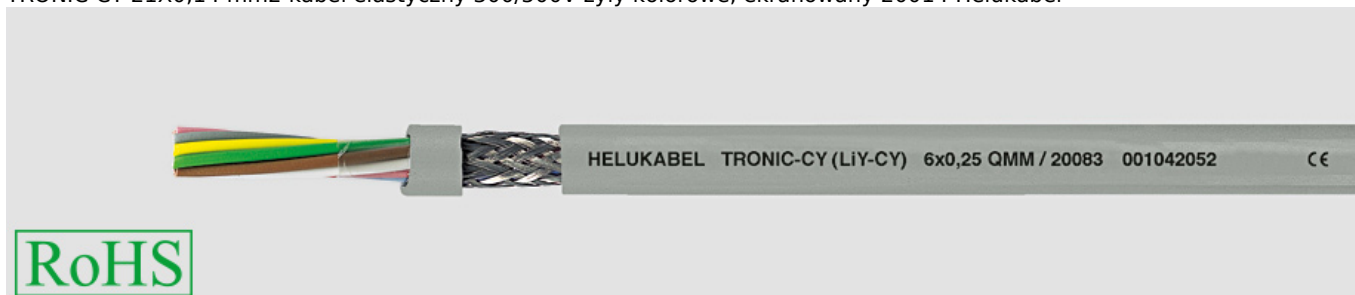 HELUKABEL TRONIC-CY (LiY-CY) 6x0,25 QMM / 20083 001042052 CE
RoHS